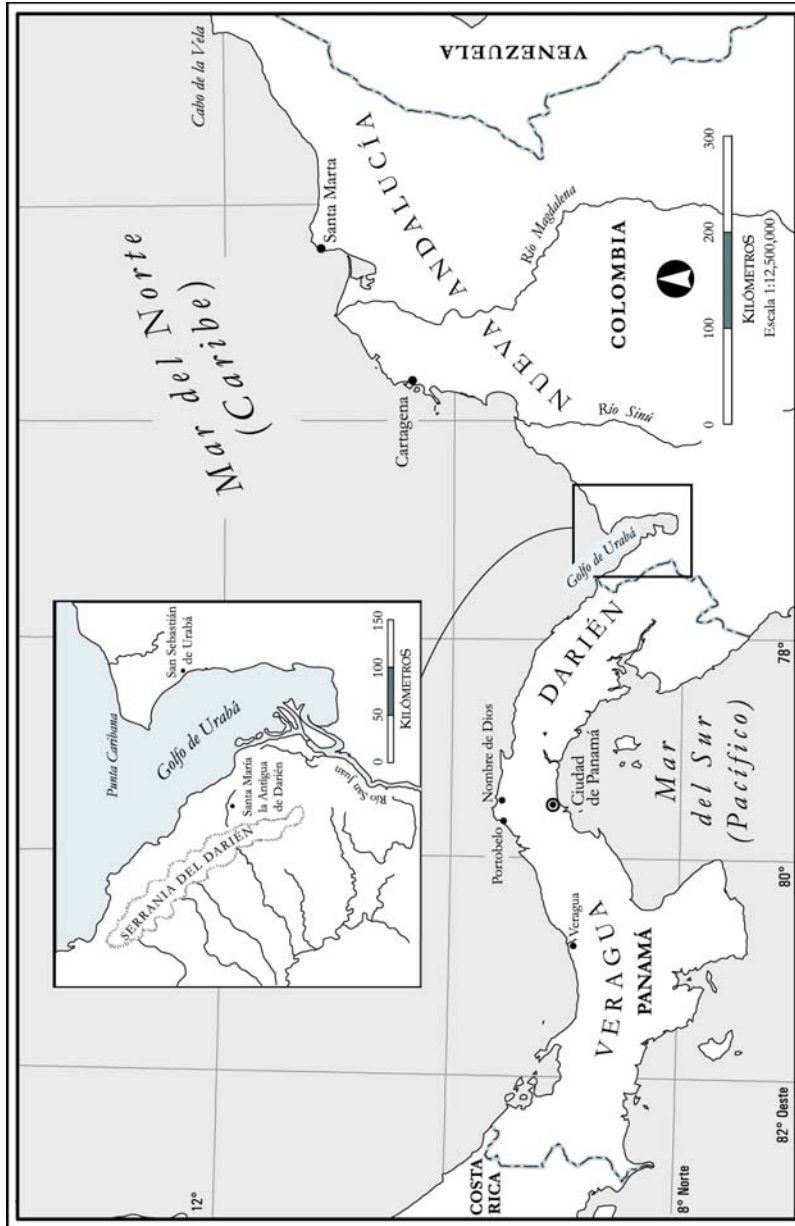 Cabo de la Vela
Mar del Norte
(Caribe)
Santa Marta
VENEZUELA
NUEVA ANDALUCÍA
Cartagena
Río Magdalena
COLOMBIA
Río Sinú
0
100
200
300
KILÓMETROS
Escala 1:12,500,000
Punta Caribana
San Sebastián
de Urabá
Golfo de Urabá
Santa María
la Antigua
de Darién
SERRANIA DEL DARIÉN
Río San Juan
0
50
100
150
KILÓMETROS
Golfo de Urabá
DARIÉN
Nombre de Dios
Portobelo
Ciudad
de Panamá
Mar
del Sur
(Pacífico)
Veragua
VERAGUA
PANAMÁ
COSTA
RICA
12°
8° Norte
82° Oeste
80°
78°